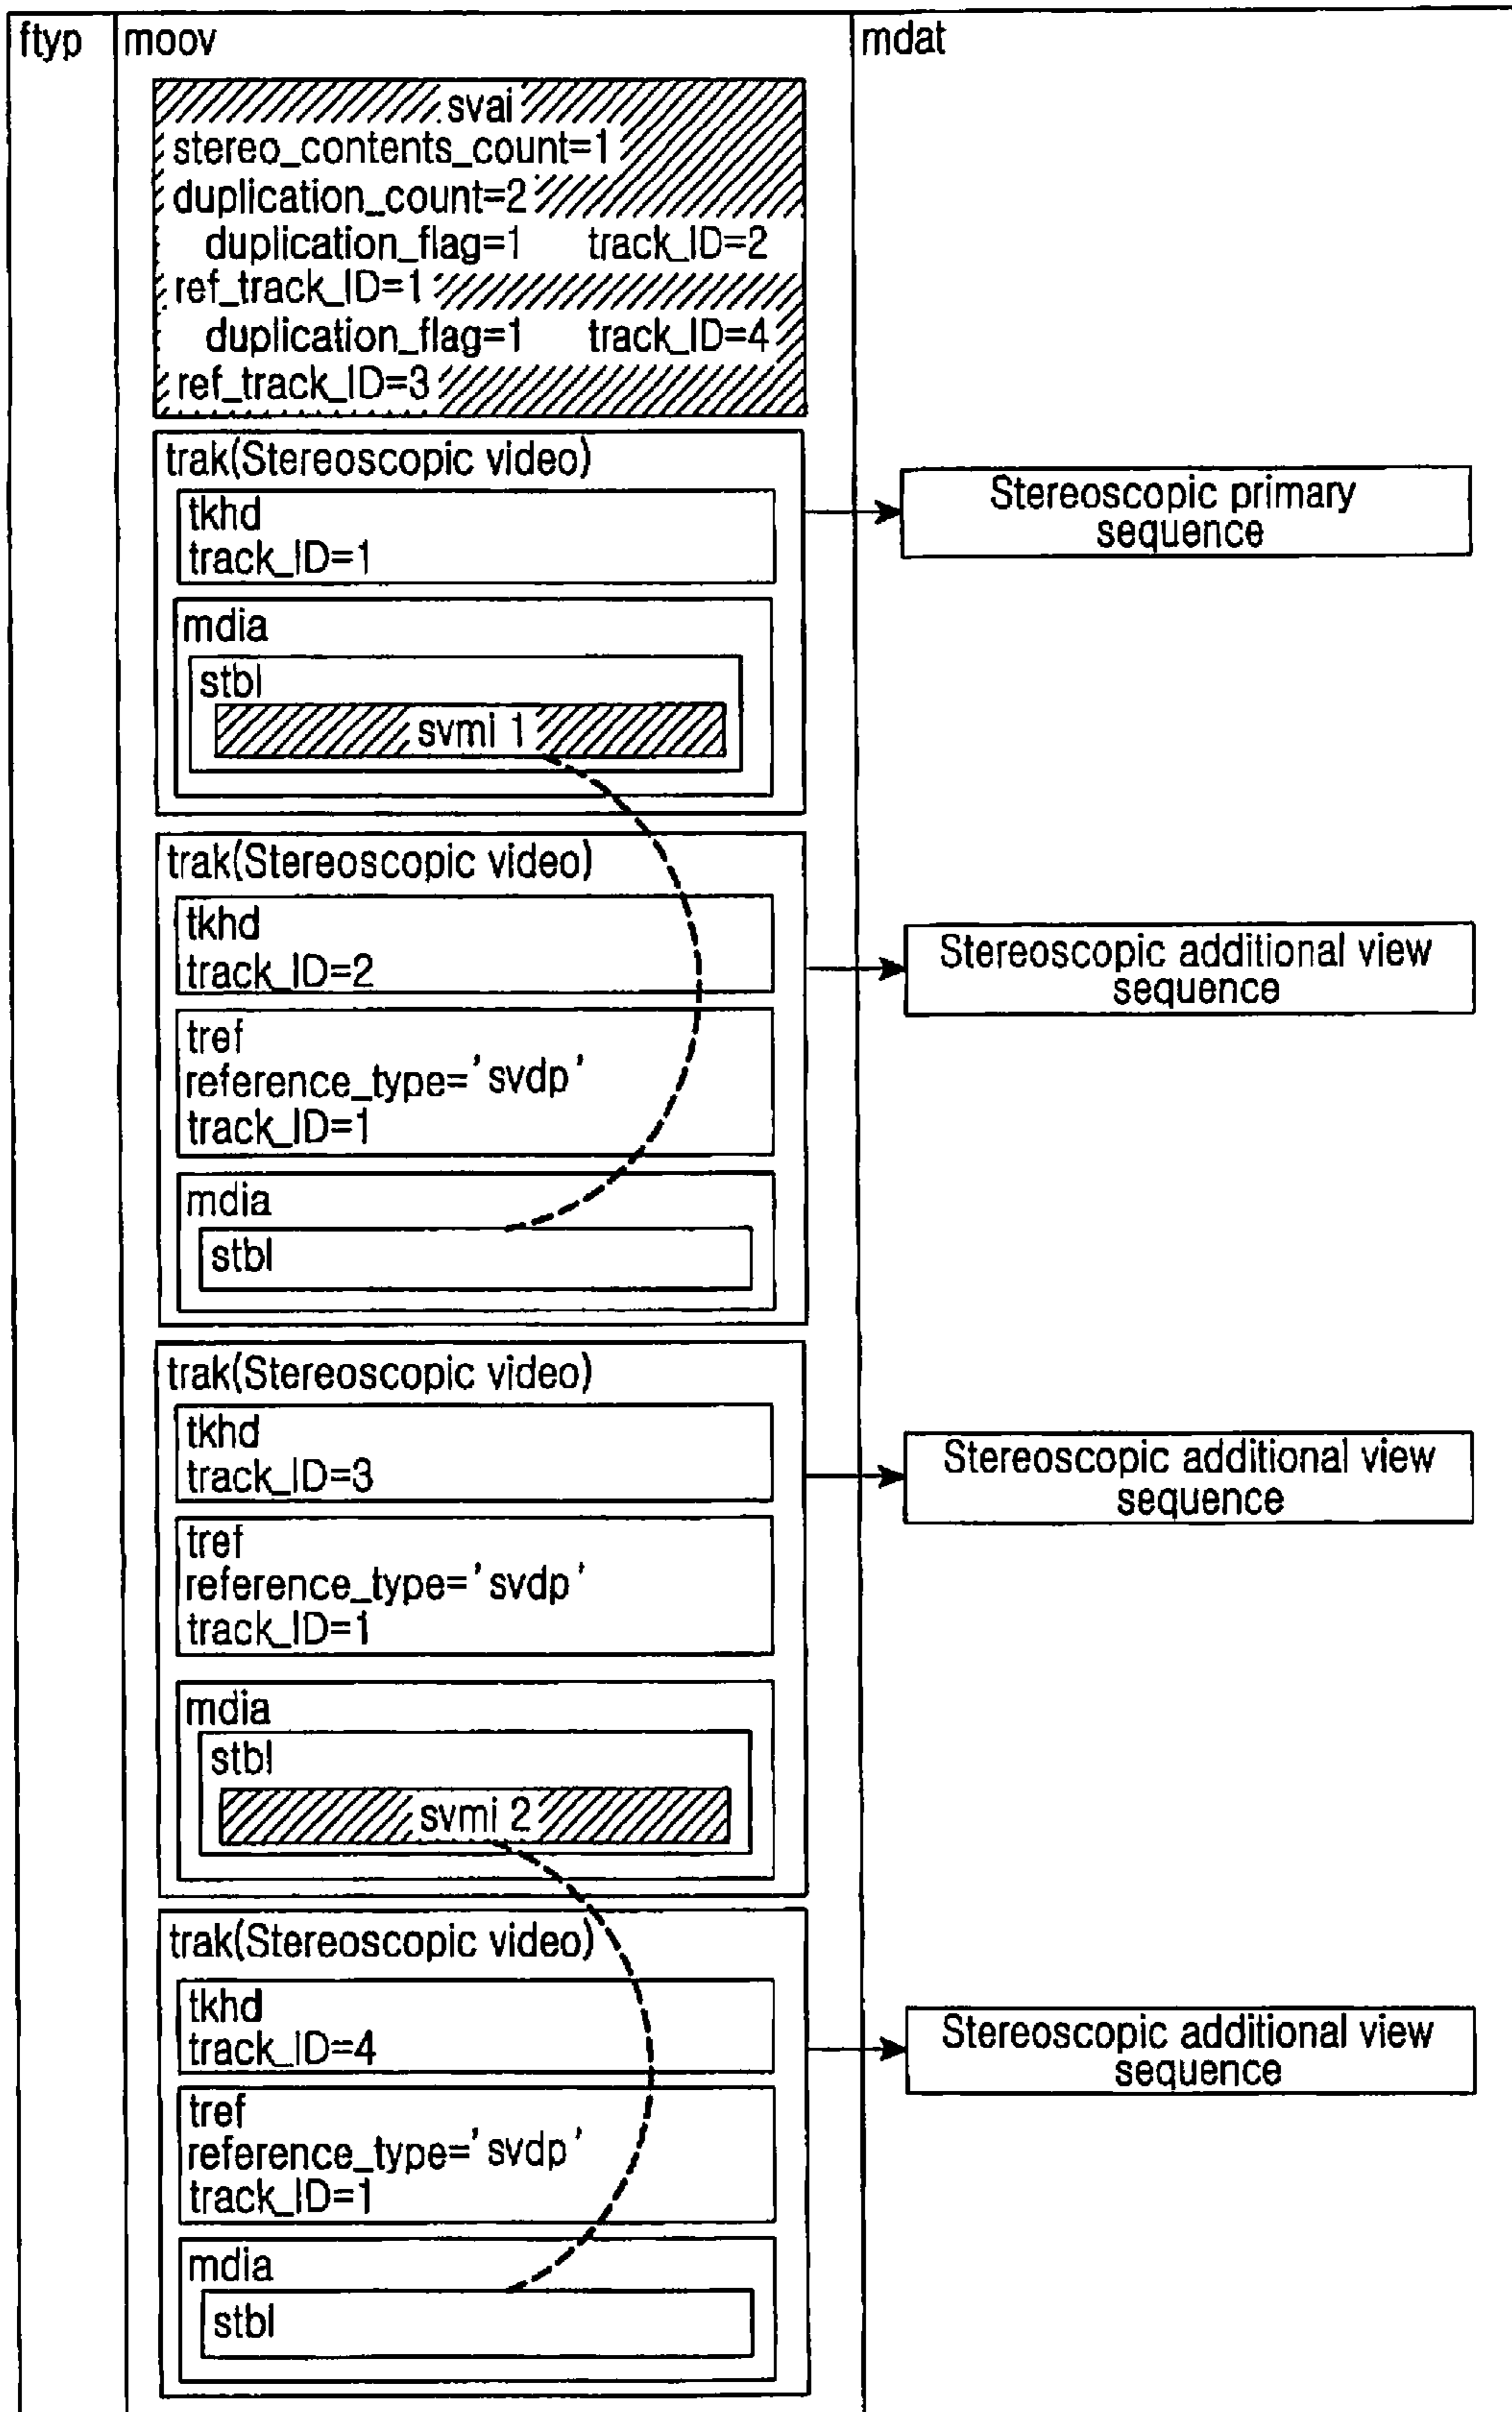 ftyp
moov
mdat
svai
stereo_contents_count=1
duplication_count=2
duplication_flag=1 track_ID=2
ref_track_ID=1
duplication_flag=1 track_ID=4
ref_track_ID=3
trak(Stereoscopic video)
tkhd
track_ID=1
mdia
stbl
svmi 1
Stereoscopic primary
sequence
trak(Stereoscopic video)
tkhd
track_ID=2
tref
reference_type='svdp'
track_ID=1
mdia
stbl
Stereoscopic additional view
sequence
trak(Stereoscopic video)
tkhd
track_ID=3
tref
reference_type='svdp'
track_ID=1
mdia
stbl
svmi 2
Stereoscopic additional view
sequence
trak(Stereoscopic video)
tkhd
track_ID=4
tref
reference_type='svdp'
track_ID=1
mdia
stbl
Stereoscopic additional view
sequence